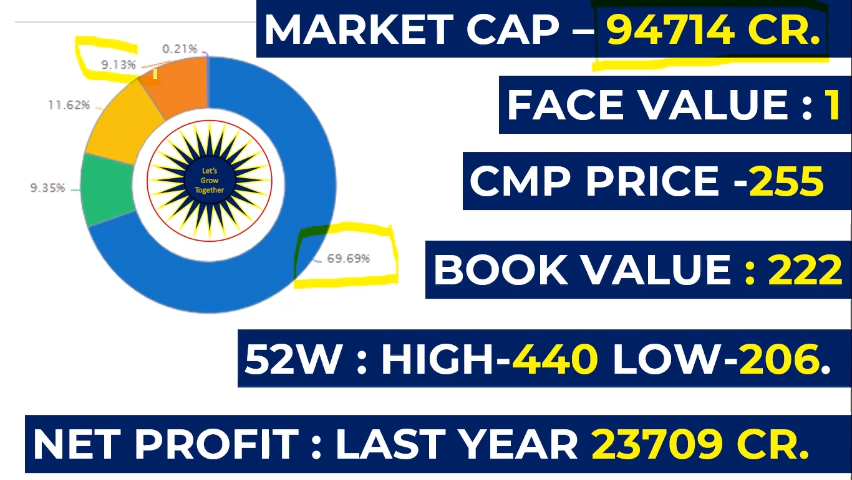 MARKET CAP – 94714 CR.
0.21%
9.13%
11.62%
9.35%
69.69%
Let's
Grow
Together
FACE VALUE : 1
CMP PRICE -255
BOOK VALUE : 222
52W : HIGH-440 LOW-206.
NET PROFIT : LAST YEAR 23709 CR.